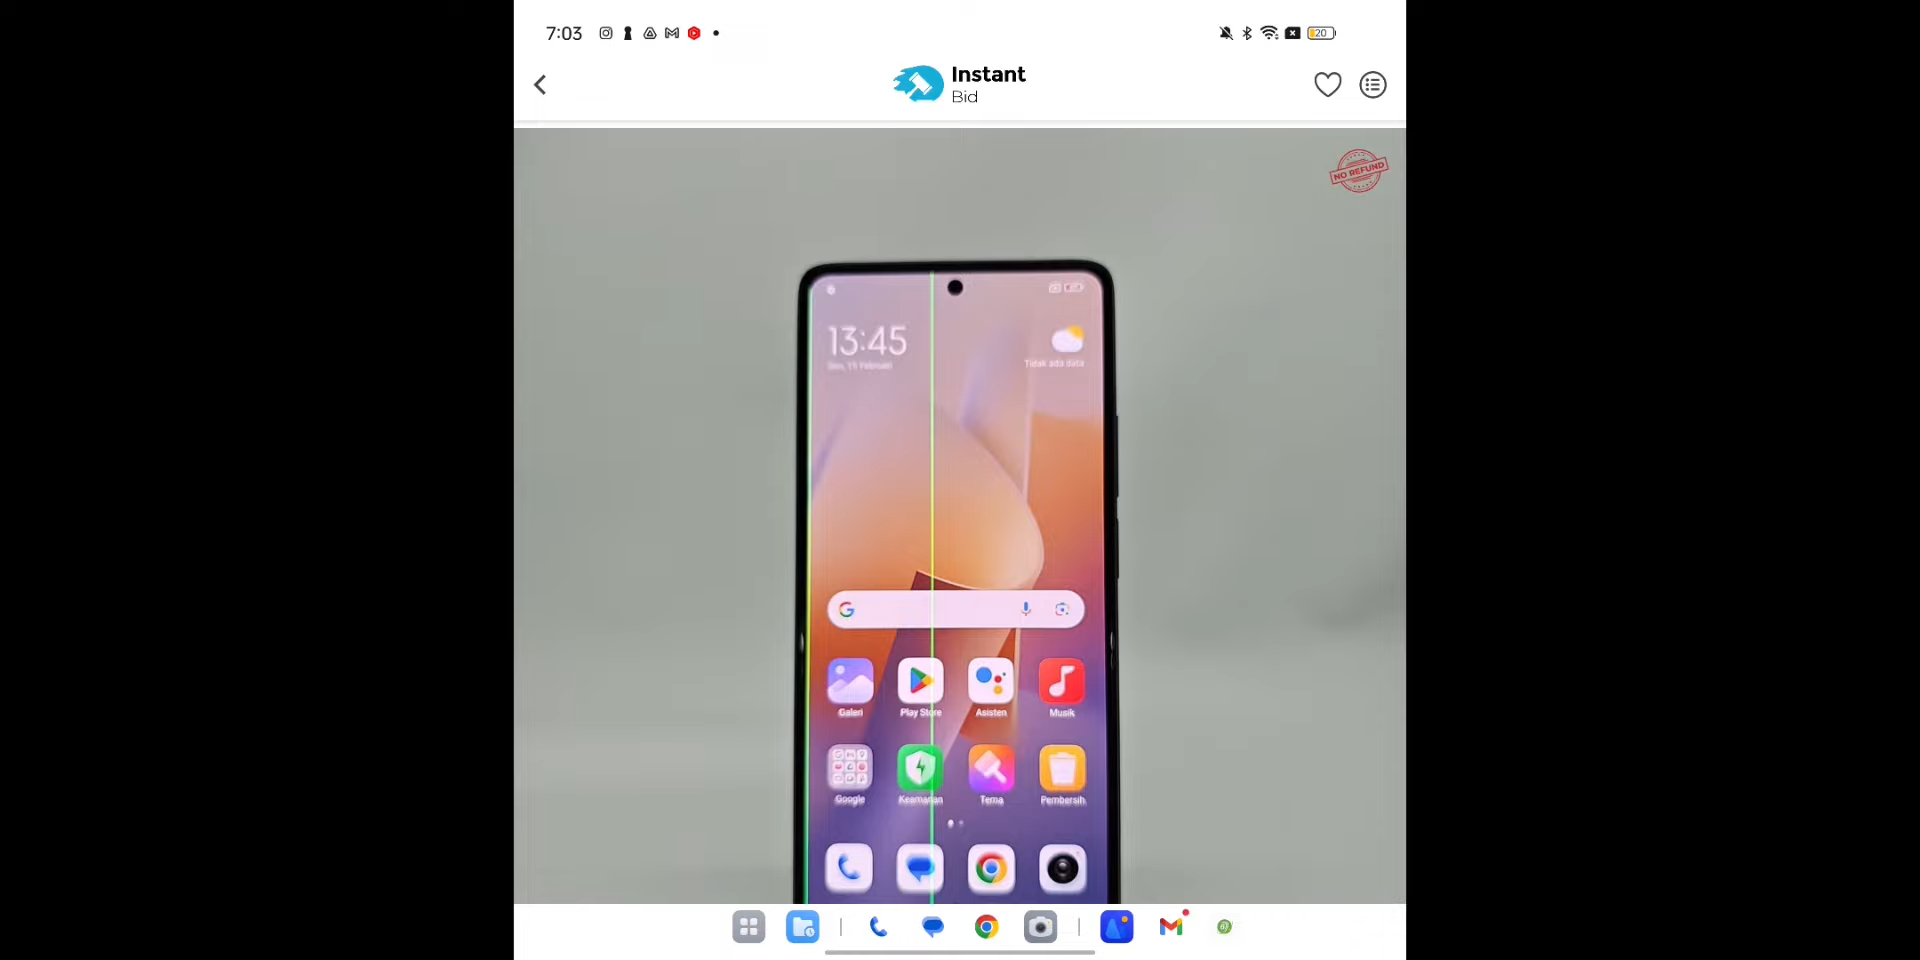 7:03
20
Instant
Bid
NO REFUND
13:45
Tidak ada data
Galeri
Play Store
Asisten
Musik
Google
Keamanan
Tema
Pembersih